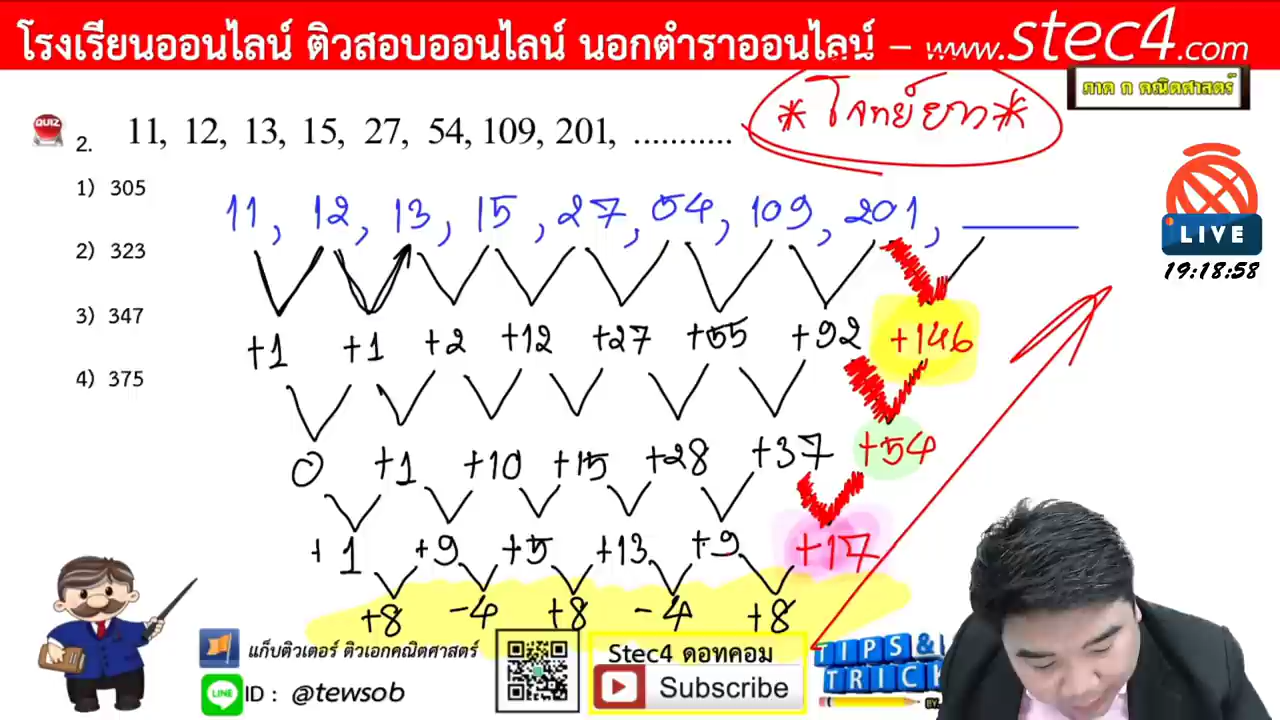 โรงเรียนออนไลน์ ติวสอบออนไลน์ นอกตำราออนไลน์ – www.stec4.com
ภาค ก คณิตศาสตร์
* โจทย์ยาก *
QUIZ
2. 11, 12, 13, 15, 27, 54, 109, 201, ...........
1) 305
2) 323
3) 347
4) 375
11, 12, 13, 15, 27, 54, 109, 201,
LIVE
19:18:58
+1 +1 +2 +12 +27 +55 +92 +146
0 +1 +10 +15 +28 +37 +54
+1 +9 +5 +13 +9 +17
+8 -4 +8 -4 +8
แก็บติวเตอร์ ติวเอกคณิตศาสตร์
LINE ID : @tewsob
Stec4 ดอทคอม
Subscribe
TIPS &
TRICK